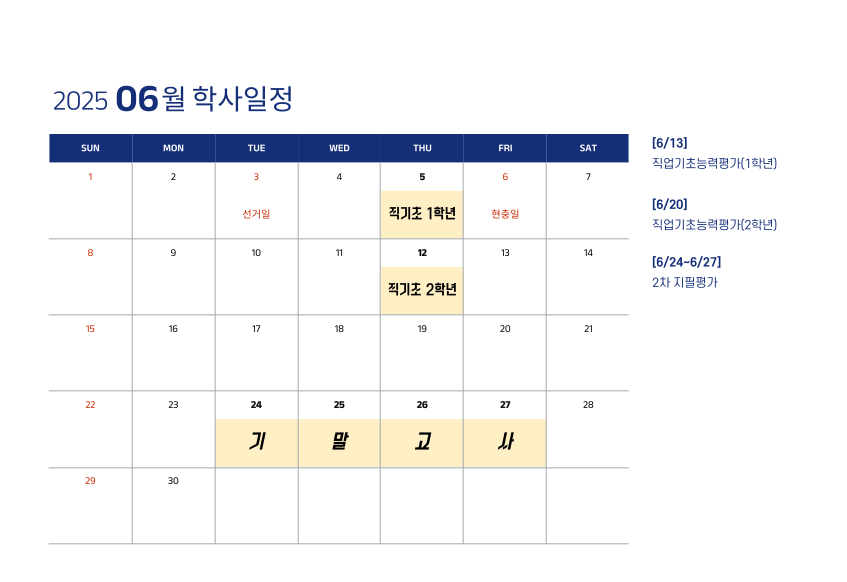 2025 06월 학사일정
SUN MON TUE WED THU FRI SAT
1 2 3 4 5 6 7
선거일 직기초 1학년 현충일
8 9 10 11 12 13 14
직기초 2학년
15 16 17 18 19 20 21
22 23 24 25 26 27 28
기 말 고 사
29 30
[6/13]
직업기초능력평가(1학년)
[6/20]
직업기초능력평가(2학년)
[6/24~6/27]
2차 지필평가